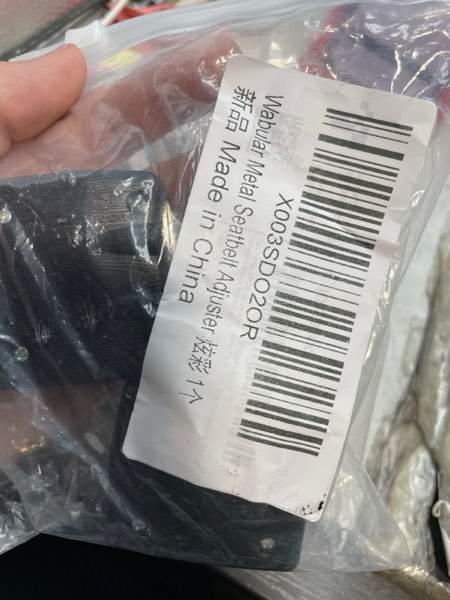 X003SDO2OR
Wabular Metal Seatbelt Adjuster 炫彩 1个
新品 Made in China